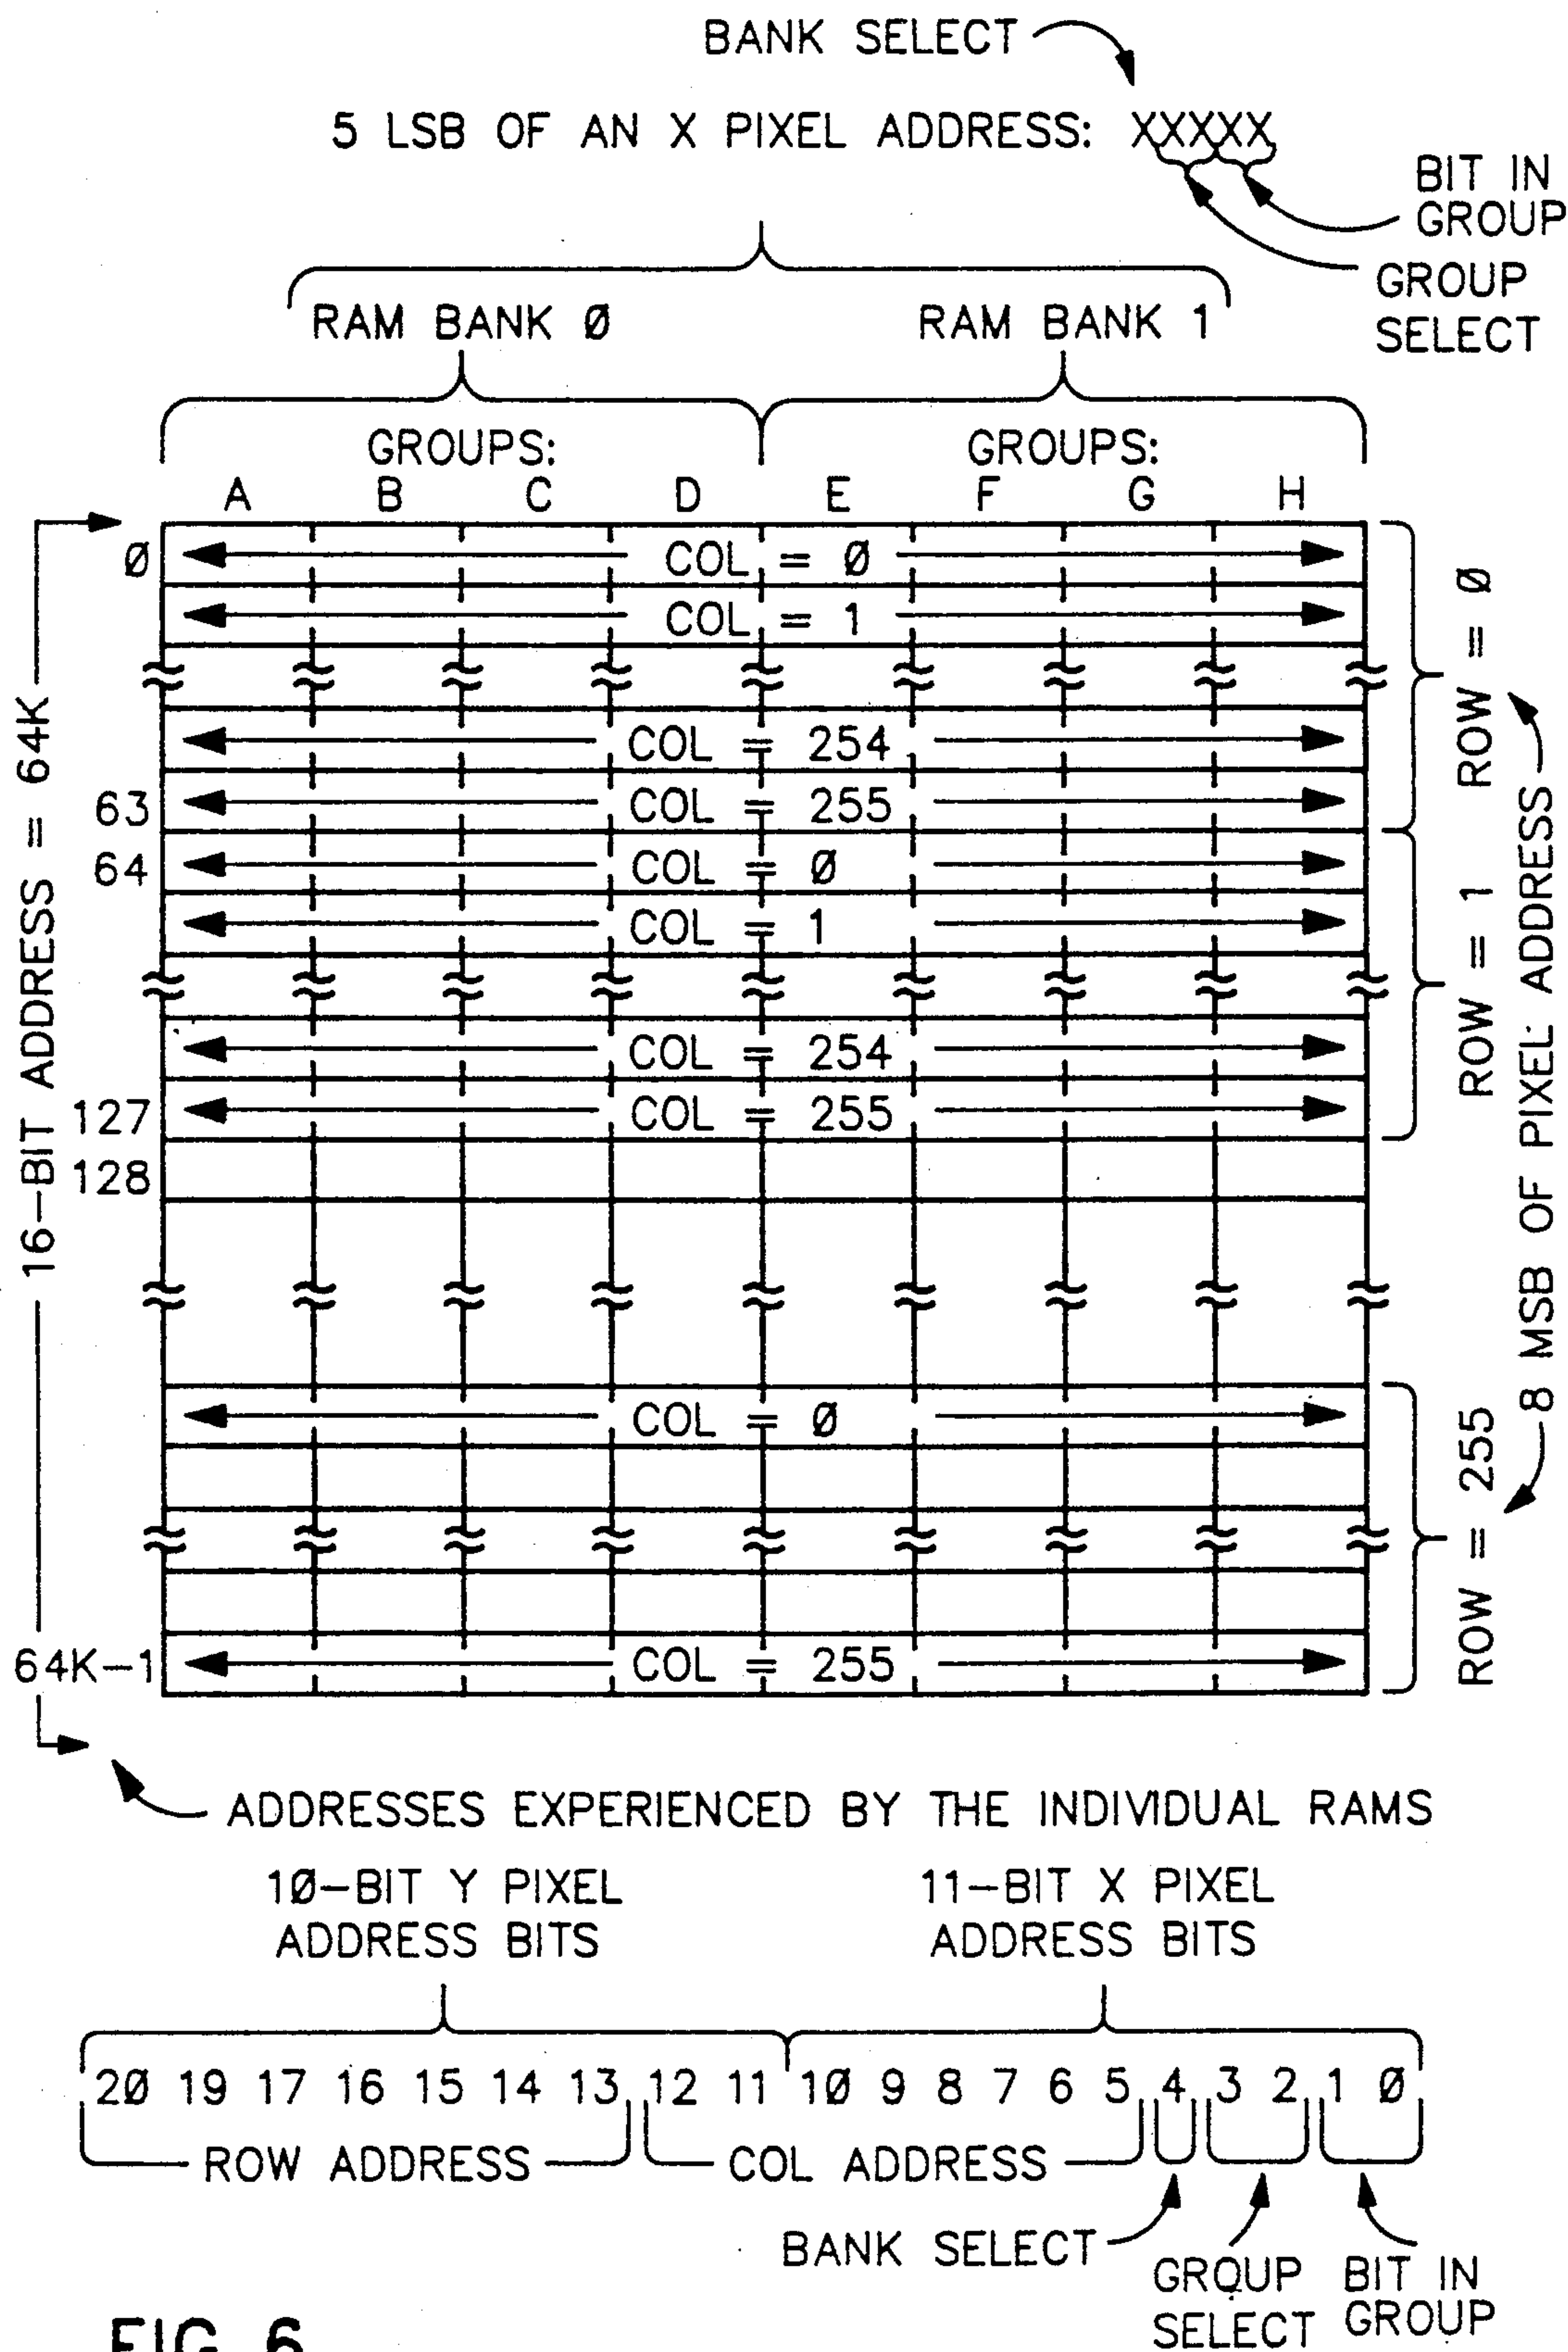 BANK SELECT
5 LSB OF AN X PIXEL ADDRESS: XXXXX
BIT IN
GROUP
GROUP
SELECT
RAM BANK Ø
RAM BANK 1
GROUPS:
GROUPS:
A B C D E F G H
Ø
COL = Ø
COL = 1
COL = 254
63
COL = 255
64
COL = Ø
COL = 1
COL = 254
127
COL = 255
128
COL = Ø
64K-1
COL = 255
16-BIT ADDRESS = 64K
ROW = Ø
ROW = 1
ROW = 255
8 MSB OF PIXEL ADDRESS
ADDRESSES EXPERIENCED BY THE INDIVIDUAL RAMS
1Ø-BIT Y PIXEL
ADDRESS BITS
11-BIT X PIXEL
ADDRESS BITS
2Ø 19 17 16 15 14 13 12 11 1Ø 9 8 7 6 5 4 3 2 1 Ø
ROW ADDRESS
COL ADDRESS
BANK SELECT
GROUP
SELECT
BIT IN
GROUP
FIG 6